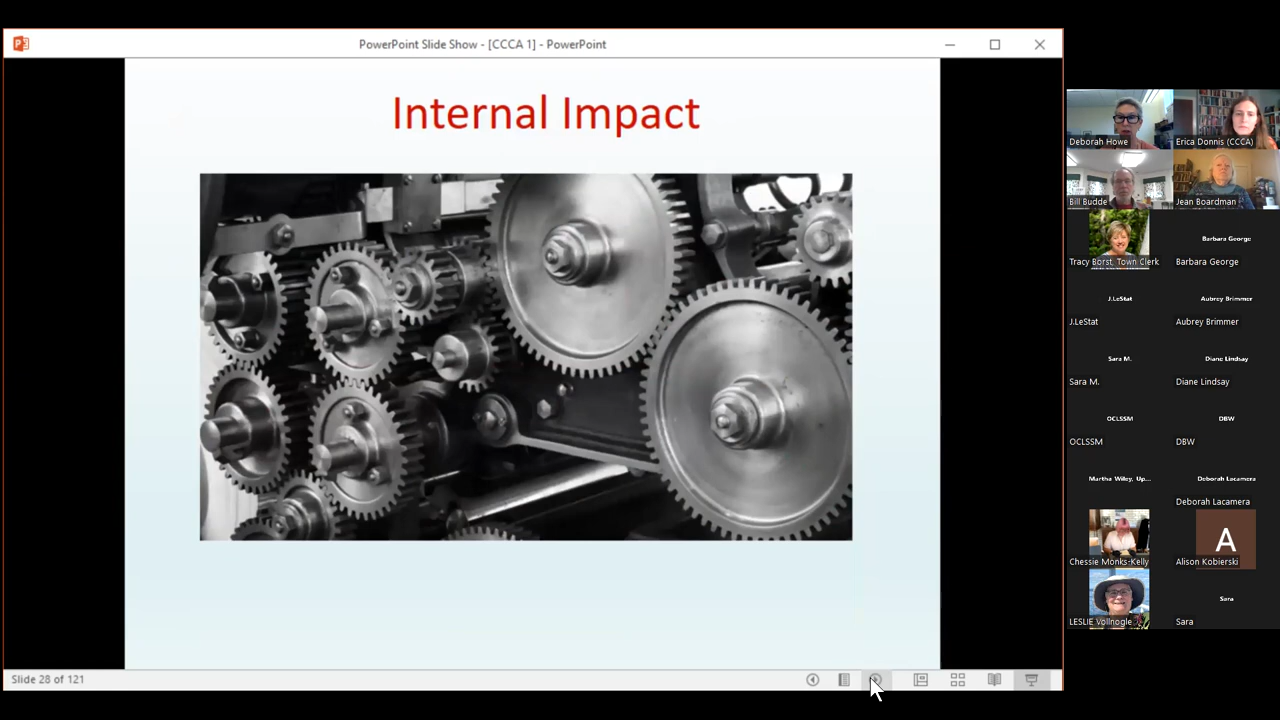 PowerPoint Slide Show - [CCCA 1] - PowerPoint
Internal Impact
Slide 28 of 121
Deborah Howe
Erica Donnis (CCCA)
Bill Budde
Jean Boardman
Tracy Borst, Town Clerk
Barbara George
Barbara George
J.LeStat
Aubrey Brimmer
J.LeStat
Aubrey Brimmer
Sara M.
Diane Lindsay
Sara M.
Diane Lindsay
OCLSSM
DBW
OCLSSM
DBW
Martha Wiley, Up...
Deborah Lacamera
Deborah Lacamera
Chessie Monks-Kelly
A
Alison Kobierski
LESLIE Vollnogle
Sara
Sara